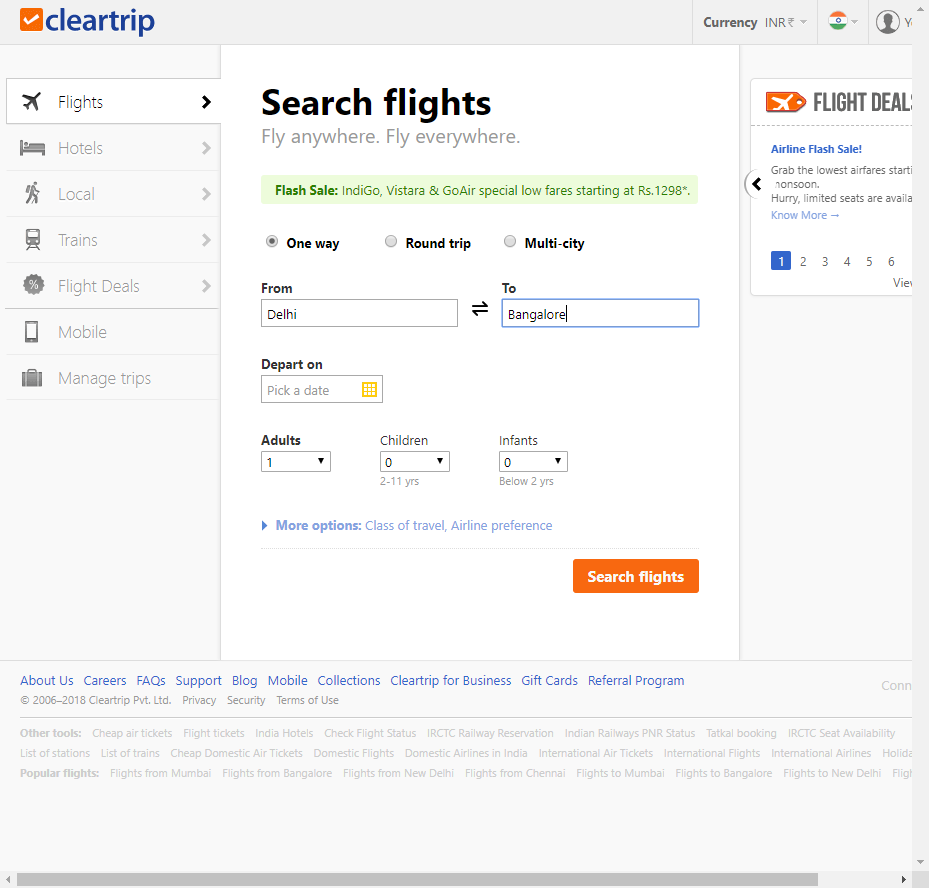 cleartrip
Currency INR ₹
Flights
Hotels
Local
Trains
% Flight Deals
Mobile
Manage trips
Search flights
Fly anywhere. Fly everywhere.
Flash Sale: IndiGo, Vistara & GoAir special low fares starting at Rs.1298*.
One way Round trip Multi-city
From To
Delhi Bangalore
Depart on
Pick a date
Adults Children Infants
1 0 0
2-11 yrs Below 2 yrs
More options: Class of travel, Airline preference
Search flights
FLIGHT DEALS
Airline Flash Sale!
Grab the lowest airfares starti
monsoon.
Hurry, limited seats are availa
Know More →
1 2 3 4 5 6
View
About Us Careers FAQs Support Blog Mobile Collections Cleartrip for Business Gift Cards Referral Program
Conn
© 2006–2018 Cleartrip Pvt. Ltd. Privacy Security Terms of Use
Other tools: Cheap air tickets Flight tickets India Hotels Check Flight Status IRCTC Railway Reservation Indian Railways PNR Status Tatkal booking IRCTC Seat Availability
List of stations List of trains Cheap Domestic Air Tickets Domestic Flights Domestic Airlines in India International Air Tickets International Flights International Airlines Holida
Popular flights: Flights from Mumbai Flights from Bangalore Flights from New Delhi Flights from Chennai Flights to Mumbai Flights to Bangalore Flights to New Delhi Fligh